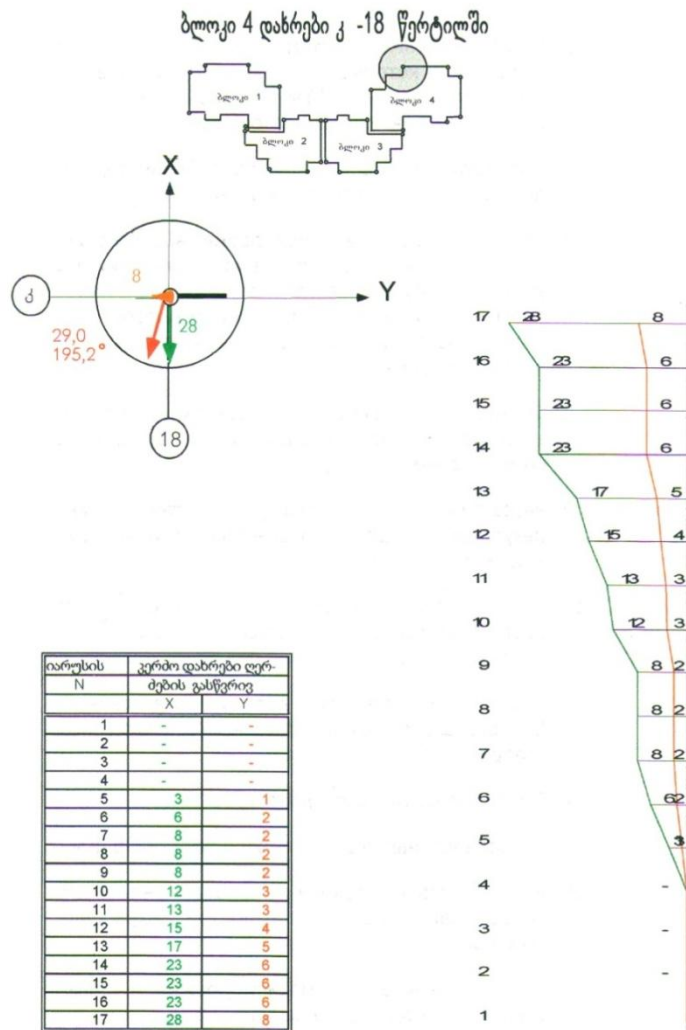 ბლოკი 4 დახრები კ -18 წერტილში
ბლოკი 1
ბლოკი 4
ბლოკი 2
ბლოკი 3
X
8
Y
კ
28
29,0
195,2°
18
17 28 8
16 23 6
15 23 6
14 23 6
13 17 5
12 15 4
11 13 3
10 12 3
9 8 2
8 8 2
7 8 2
6 6 2
5 3 1
4 -
3 -
2 -
1
იარუსის კერძო დახრები ღერ-
N ძების გასწვრივ
X Y
1 - -
2 - -
3 - -
4 - -
5 3 1
6 6 2
7 8 2
8 8 2
9 8 2
10 12 3
11 13 3
12 15 4
13 17 5
14 23 6
15 23 6
16 23 6
17 28 8